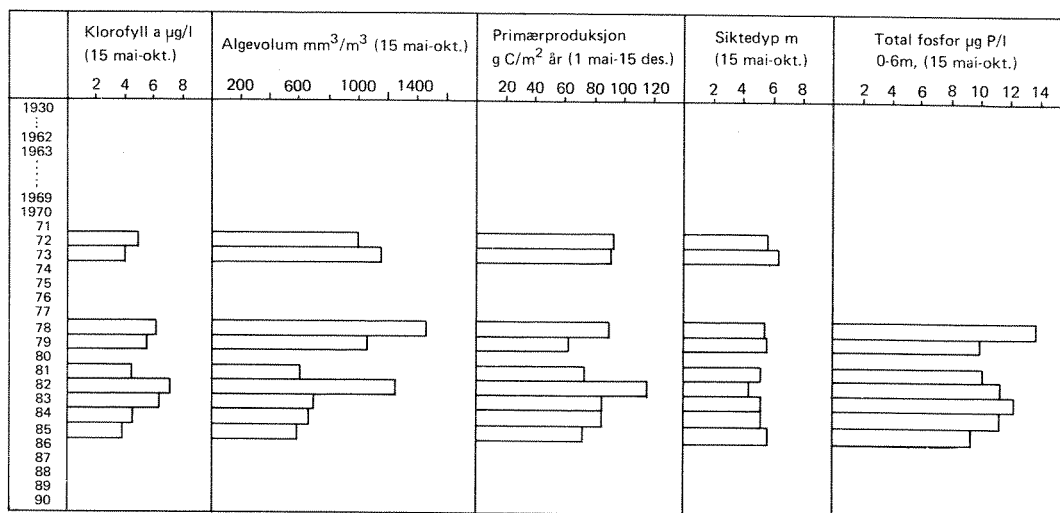 Klorofyll a µg/l
(15 mai-okt.)
2 4 6 8
Algevolum mm³/m³ (15 mai-okt.)
200 600 1000 1400
Primærproduksjon
g C/m² år (1 mai-15 des.)
20 40 60 80 100 120
Siktedyp m
(15 mai-okt.)
2 4 6 8
Total fosfor µg P/l
0-6m, (15 mai-okt.)
2 4 6 8 10 12 14
1930
1962
1963
1969
1970
71
72
73
74
75
76
77
78
79
80
81
82
83
84
85
86
87
88
89
90